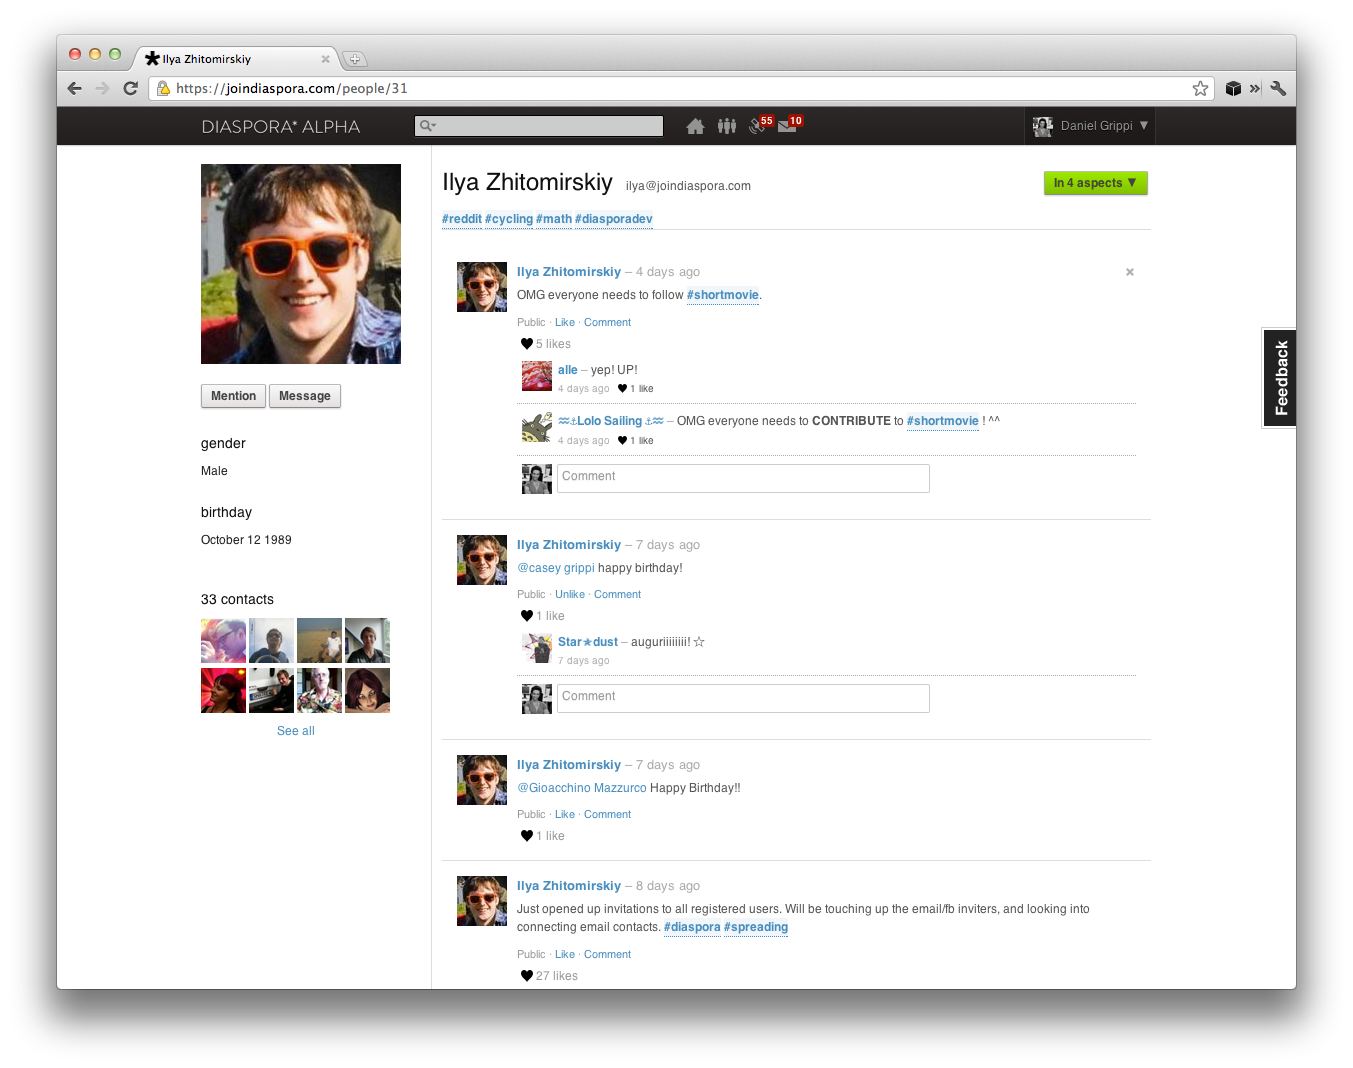 Ilya Zhitomirskiy
https://joindiaspora.com/people/31
DIASPORA* ALPHA
55
10
Daniel Grippi ▼
Ilya Zhitomirskiy ilya@joindiaspora.com
In 4 aspects ▼
#reddit #cycling #math #diasporadev
Mention Message
gender
Male
birthday
October 12 1989
33 contacts
See all
Ilya Zhitomirskiy – 4 days ago
OMG everyone needs to follow #shortmovie.
Public · Like · Comment
5 likes
alle – yep! UP!
4 days ago ♥ 1 like
♒⚓Lolo Sailing ⚓♒ – OMG everyone needs to CONTRIBUTE to #shortmovie ! ^^
4 days ago ♥ 1 like
Comment
Ilya Zhitomirskiy – 7 days ago
@casey grippi happy birthday!
Public · Unlike · Comment
1 like
Star★dust – auguriiiiiiii! ☆
7 days ago
Comment
Ilya Zhitomirskiy – 7 days ago
@Gioacchino Mazzurco Happy Birthday!!
Public · Like · Comment
1 like
Ilya Zhitomirskiy – 8 days ago
Just opened up invitations to all registered users. Will be touching up the email/fb inviters, and looking into
connecting email contacts. #diaspora #spreading
Public · Like · Comment
27 likes
Feedback